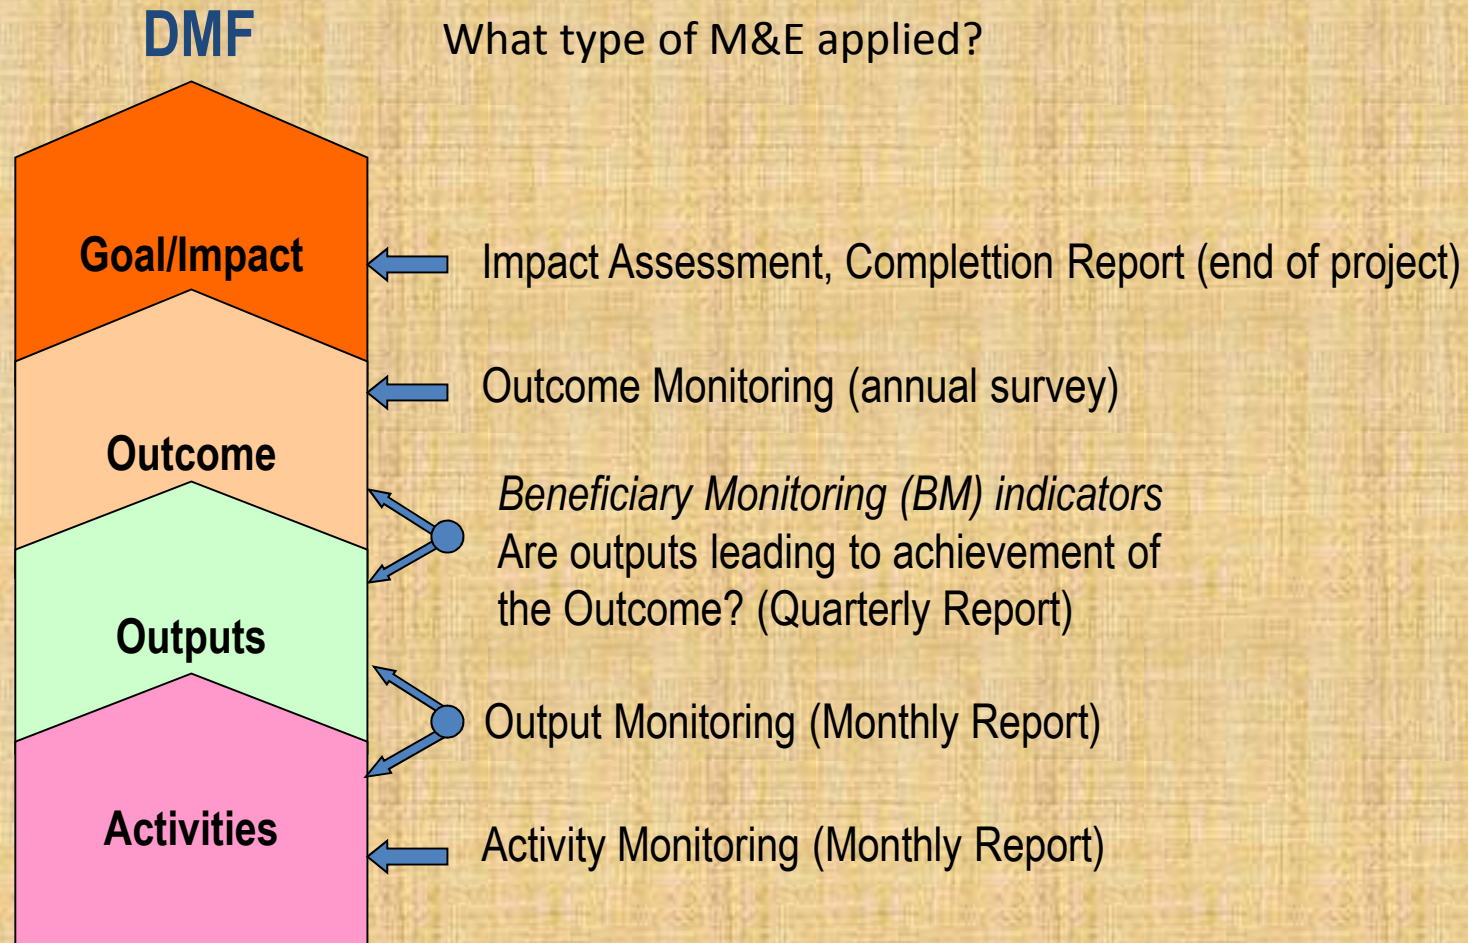 DMF
What type of M&E applied?
Goal/Impact
Impact Assessment, Complettion Report (end of project)
Outcome Monitoring (annual survey)
Outcome
Beneficiary Monitoring (BM) indicators
Are outputs leading to achievement of
the Outcome? (Quarterly Report)
Outputs
Output Monitoring (Monthly Report)
Activities
Activity Monitoring (Monthly Report)